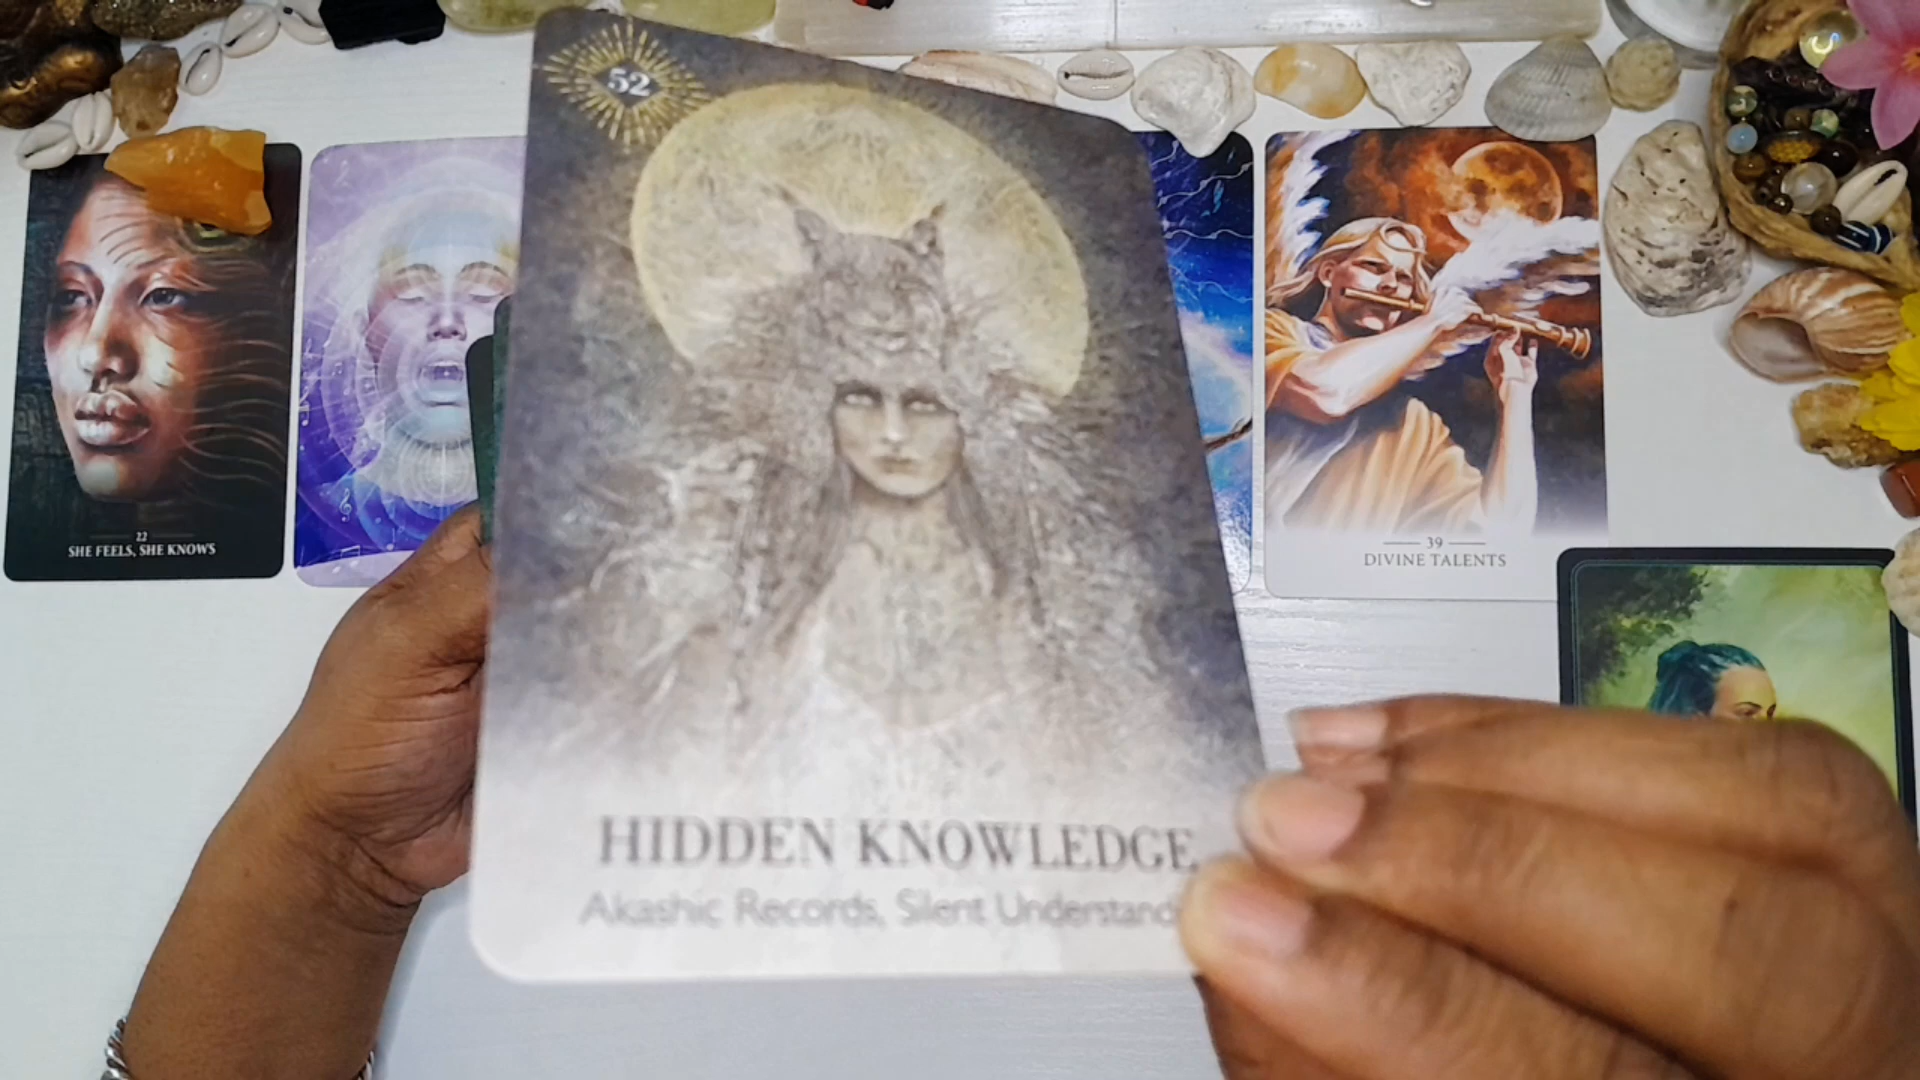 52
HIDDEN KNOWLEDGE
Akashic Records, Silent
22
SHE FEELS, SHE KNOWS
39
DIVINE TALENTS